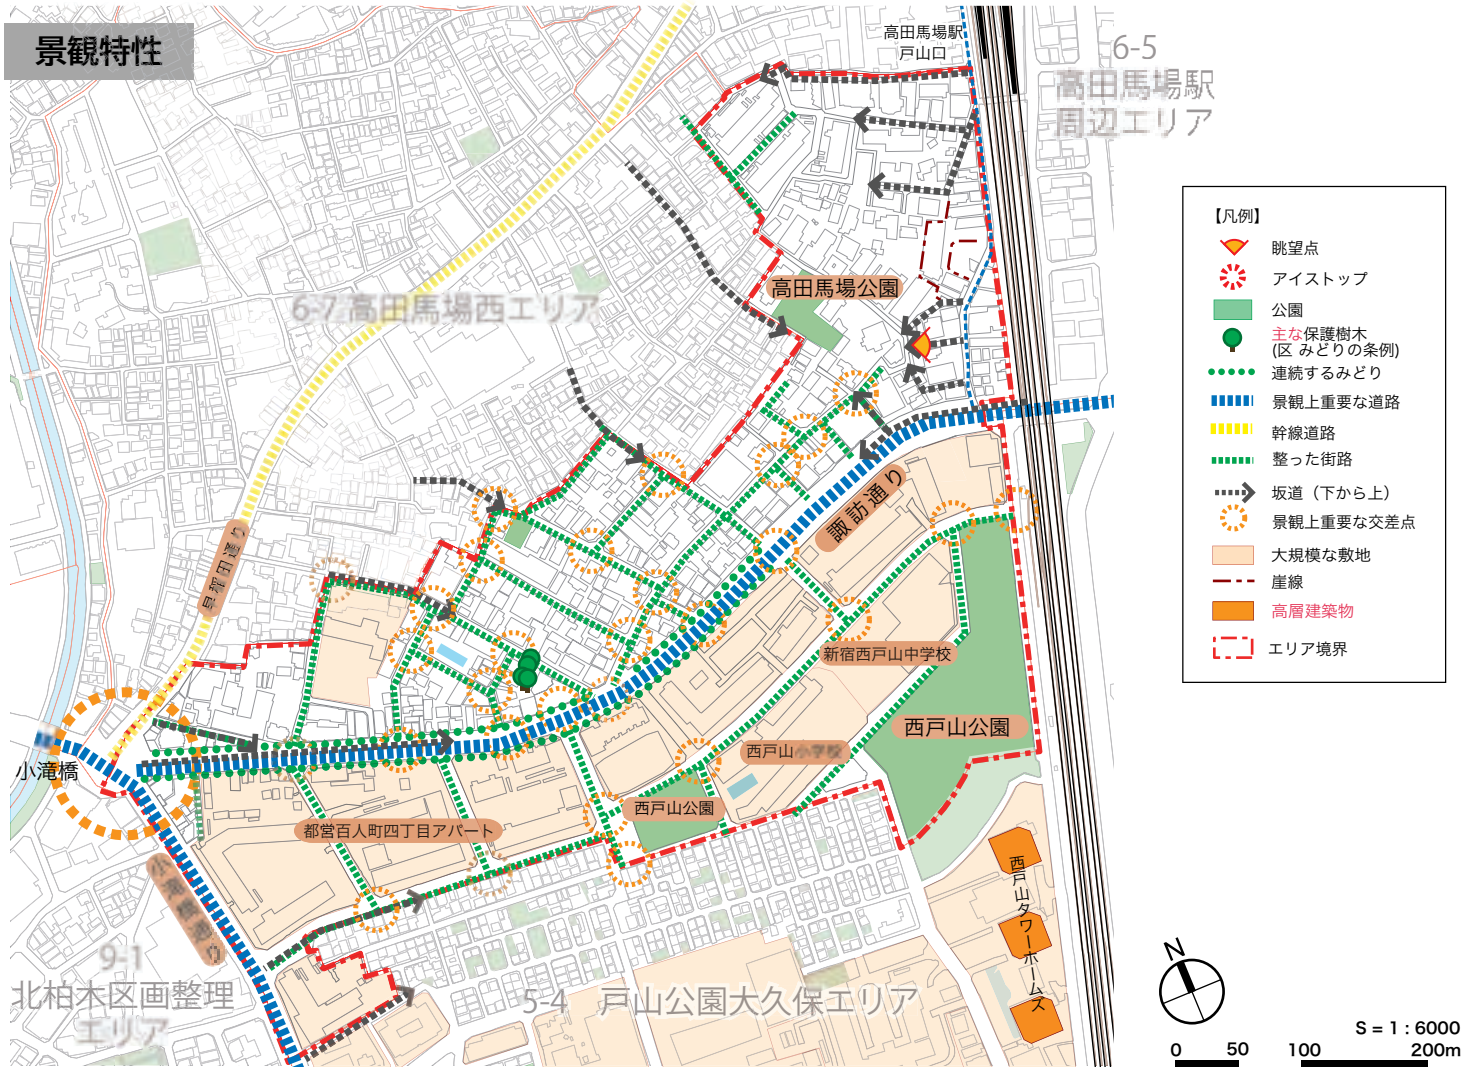 景観特性
高田馬場駅
戸山口
6-5
高田馬場駅
周辺エリア
6-7 高田馬場西エリア
高田馬場公園
早稲田通り
諏訪通り
新宿西戸山中学校
西戸山公園
西戸山小学校
西戸山公園
都営百人町四丁目アパート
小滝橋
小滝橋通り
9-1
北柏木区画整理
エリア
5-4 戸山公園大久保エリア
西戸山タワーホームズ
【凡例】
眺望点
アイストップ
公園
主な保護樹木
(区 みどりの条例)
連続するみどり
景観上重要な道路
幹線道路
整った街路
坂道（下から上）
景観上重要な交差点
大規模な敷地
崖線
高層建築物
エリア境界
N
S = 1 : 6000
0 50 100 200m